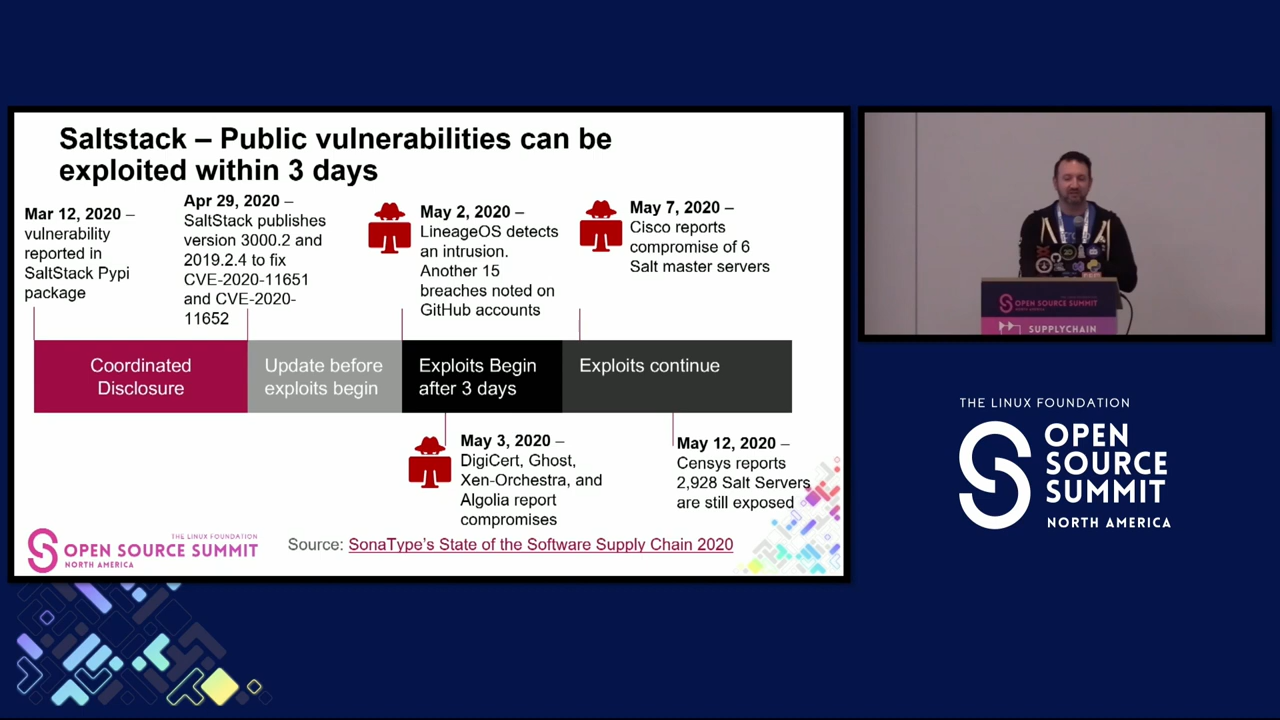 Saltstack – Public vulnerabilities can be
exploited within 3 days
Mar 12, 2020 –
vulnerability
reported in
SaltStack Pypi
package
Apr 29, 2020 –
SaltStack publishes
version 3000.2 and
2019.2.4 to fix
CVE-2020-11651
and CVE-2020-
11652
May 2, 2020 –
LineageOS detects
an intrusion.
Another 15
breaches noted on
GitHub accounts
May 7, 2020 –
Cisco reports
compromise of 6
Salt master servers
Coordinated
Disclosure
Update before
exploits begin
Exploits Begin
after 3 days
Exploits continue
May 3, 2020 –
DigiCert, Ghost,
Xen-Orchestra, and
Algolia report
compromises
May 12, 2020 –
Censys reports
2,928 Salt Servers
are still exposed
THE LINUX FOUNDATION
OPEN SOURCE SUMMIT
NORTH AMERICA
Source: SonaType's State of the Software Supply Chain 2020
OPEN SOURCE SUMMIT
NORTH AMERICA
SUPPLYCHAIN
THE LINUX FOUNDATION
OPEN
SOURCE
SUMMIT
NORTH AMERICA